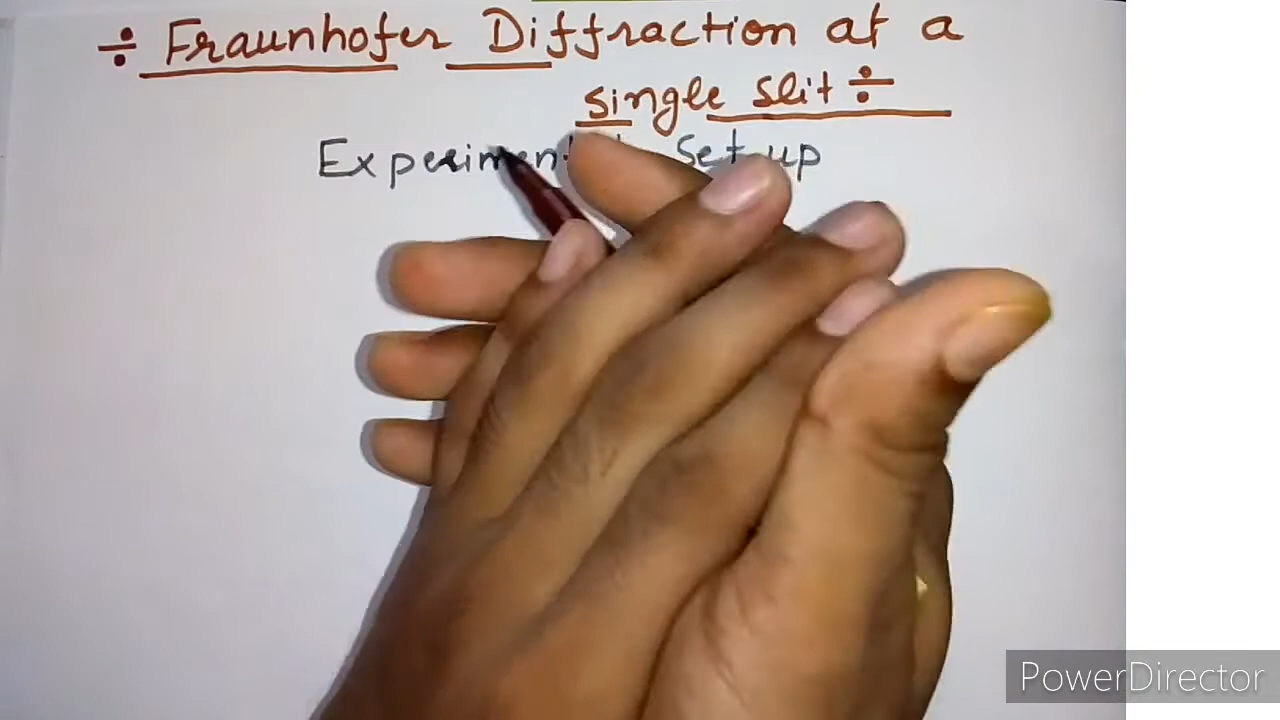 ÷ Fraunhofer Diffraction at a
single slit ÷
Set up
PowerDirector